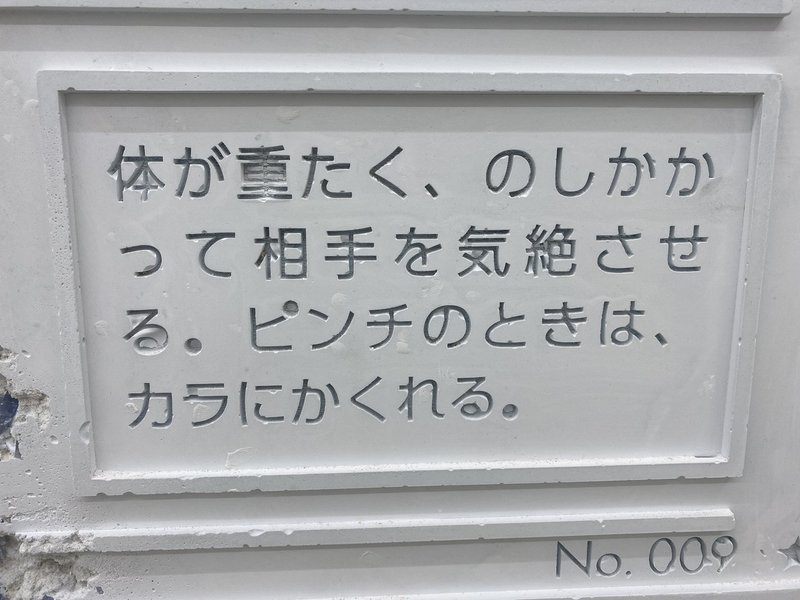 体が重たく、のしかか
って相手を気絶させ
る。ピンチのときは、
カラにかくれる。
No. 009